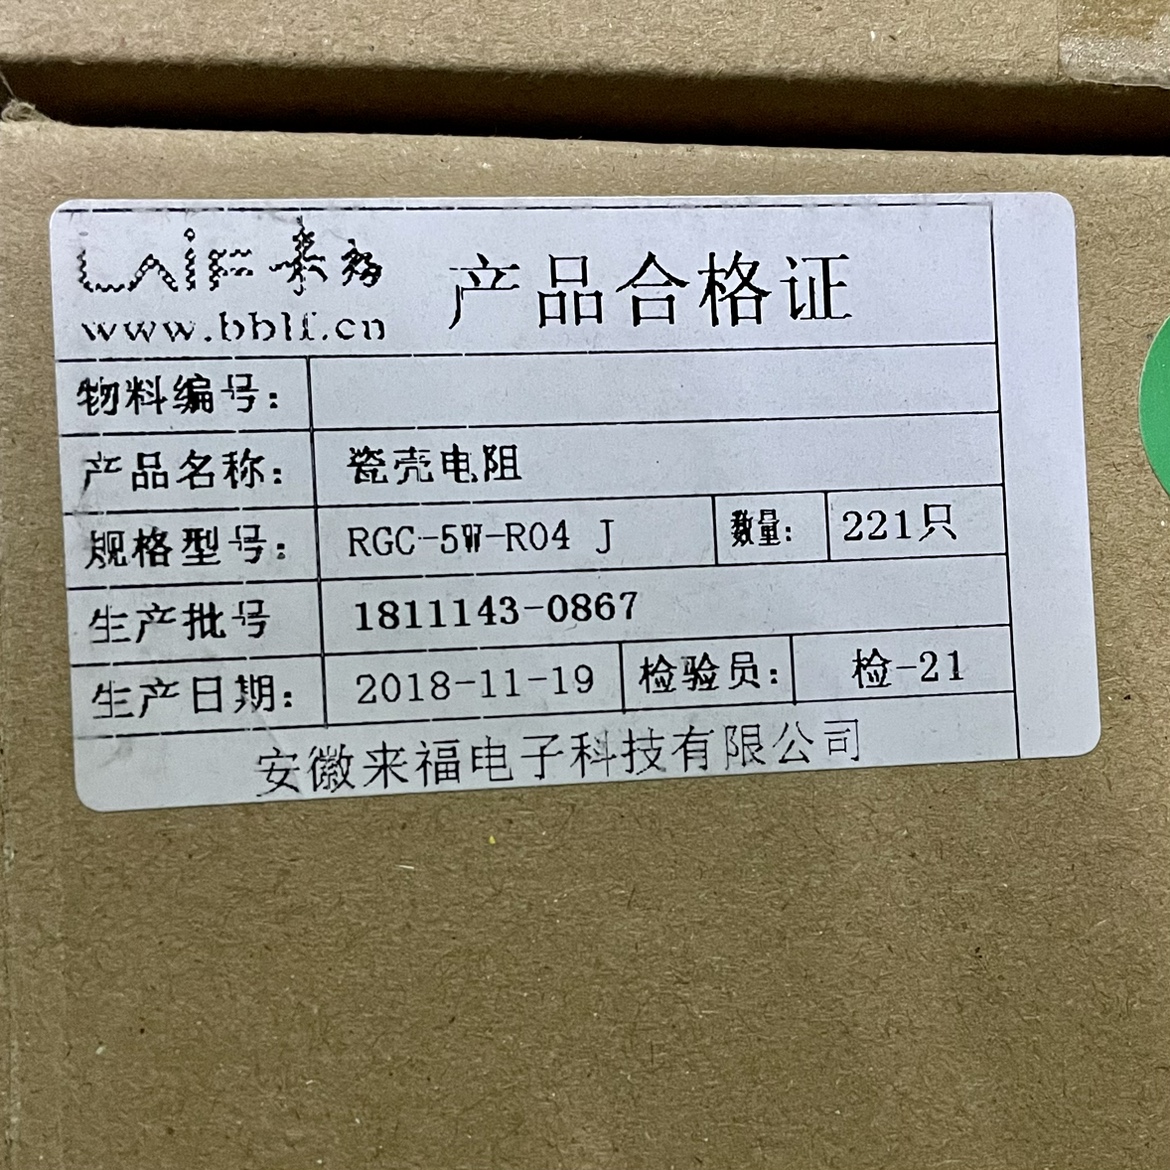 LAIF 来福
www.bblf.cn
产品合格证
物料编号:
产品名称: 瓷壳电阻
规格型号: RGC-5W-R04 J 数量: 221只
生产批号 1811143-0867
生产日期: 2018-11-19 检验员: 检-21
安徽来福电子科技有限公司